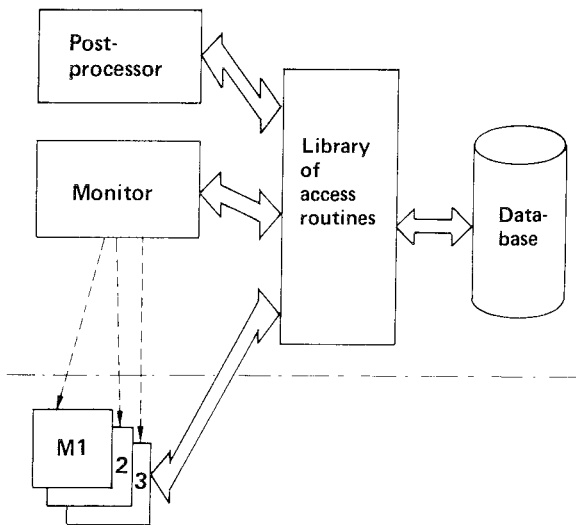 Post-
processor
Monitor
Library
of
access
routines
Data-
base
M1
2
3